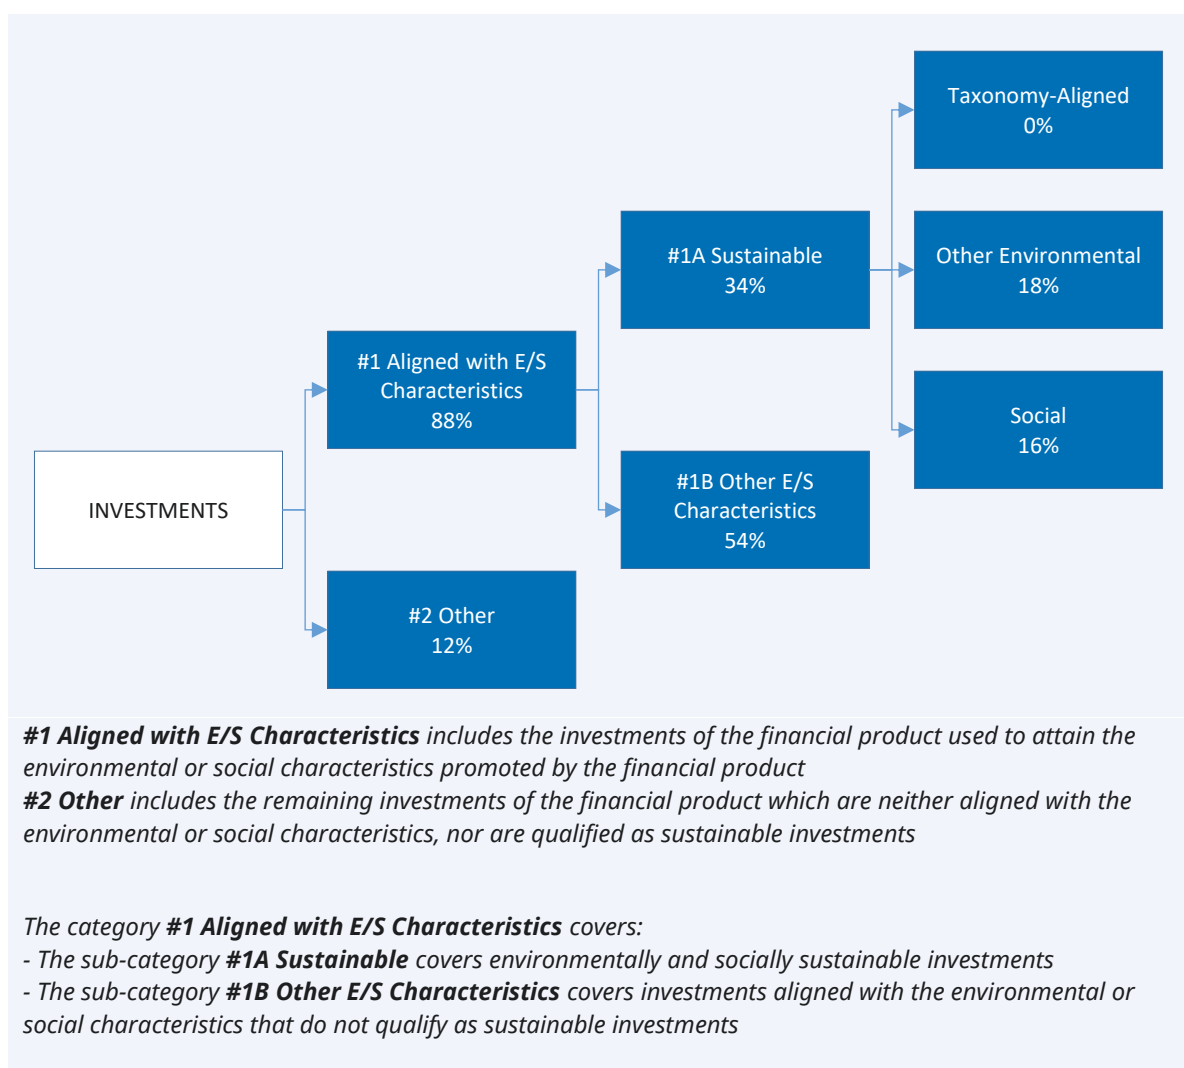 Taxonomy-Aligned
0%
#1A Sustainable
34%
Other Environmental
18%
#1 Aligned with E/S
Characteristics
88%
Social
16%
INVESTMENTS
#1B Other E/S
Characteristics
54%
#2 Other
12%
#1 Aligned with E/S Characteristics includes the investments of the financial product used to attain the
environmental or social characteristics promoted by the financial product
#2 Other includes the remaining investments of the financial product which are neither aligned with the
environmental or social characteristics, nor are qualified as sustainable investments
The category #1 Aligned with E/S Characteristics covers:
- The sub-category #1A Sustainable covers environmentally and socially sustainable investments
- The sub-category #1B Other E/S Characteristics covers investments aligned with the environmental or
social characteristics that do not qualify as sustainable investments